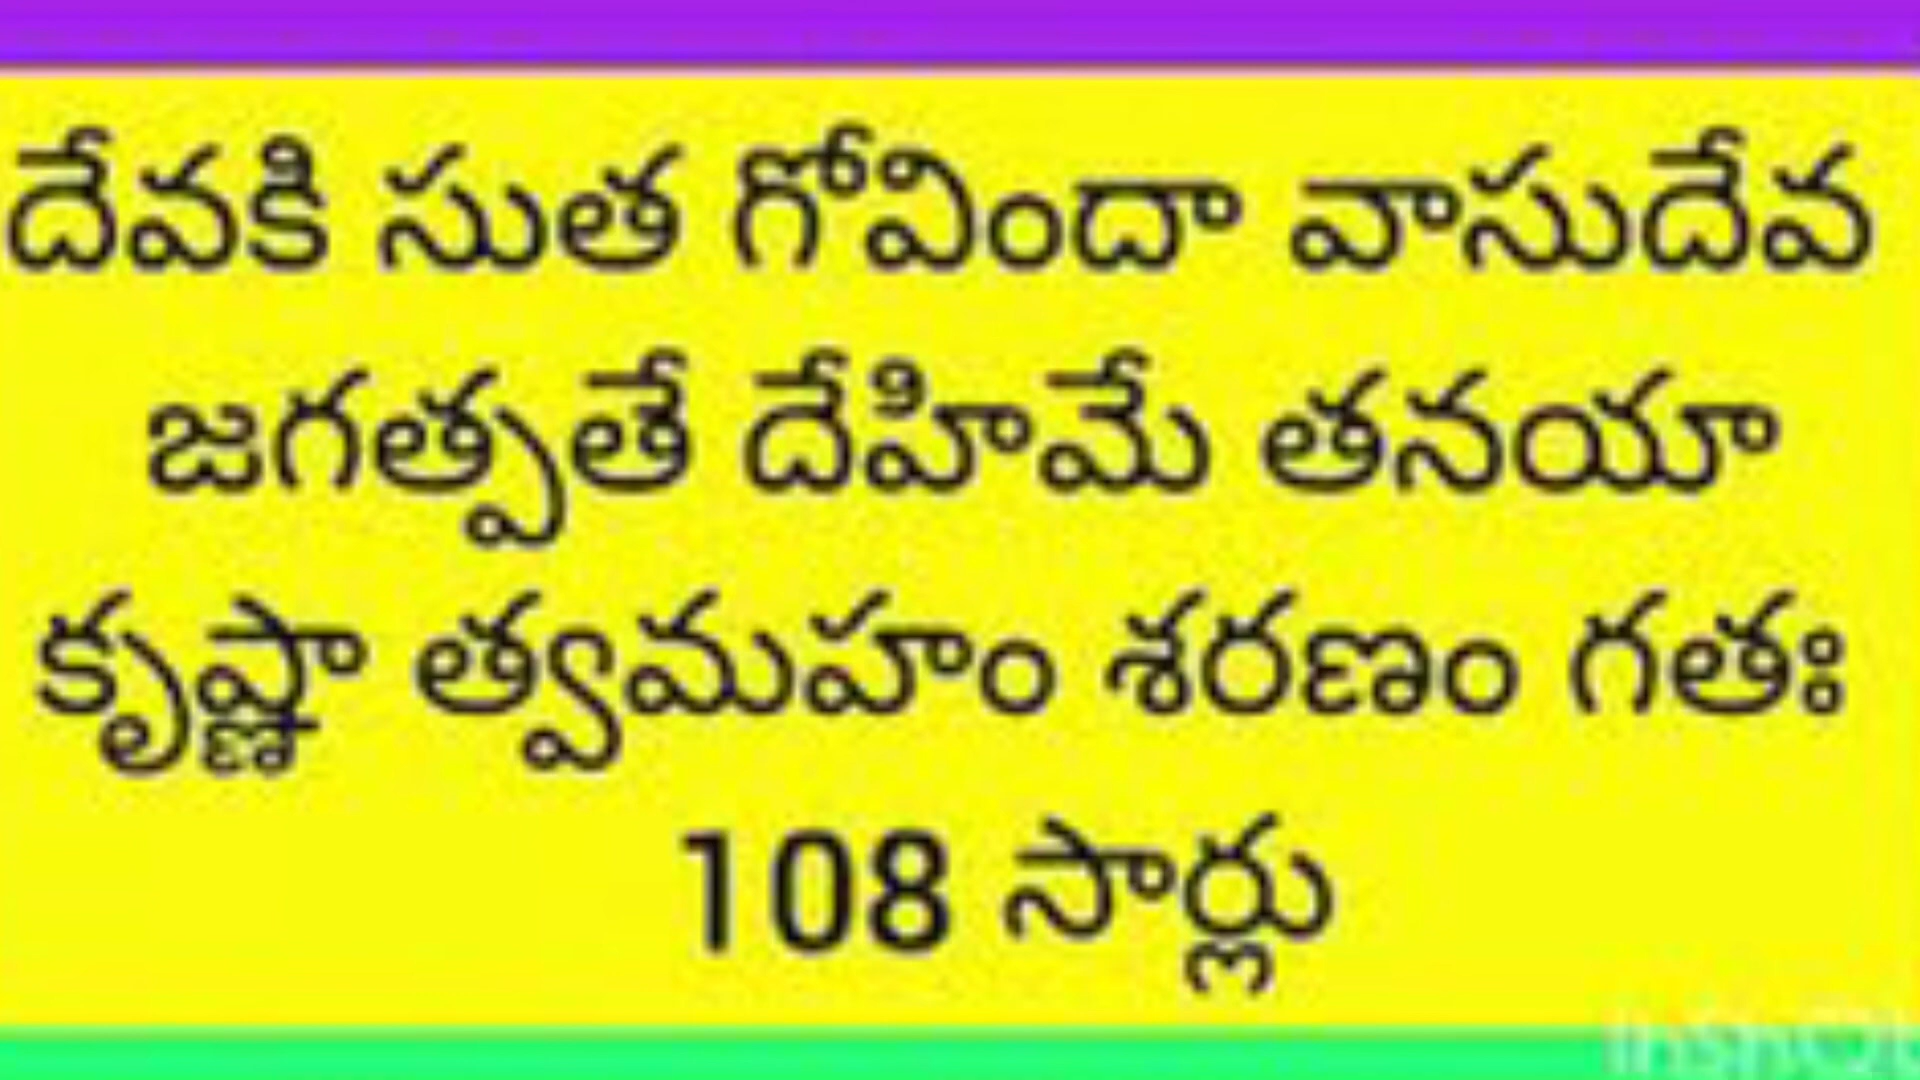 దేవకి సుత గోవిందా వాసుదేవ
జగత్పతే దేహిమే తనయా
కృష్ణా త్వమహం శరణం గతః
108 సార్లు